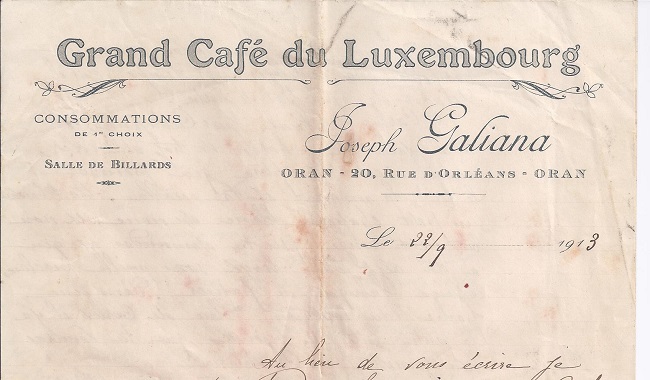 Grand Café du Luxembourg
CONSOMMATIONS
DE 1er CHOIX
SALLE DE BILLARDS
Joseph Galiana
ORAN - 20, RUE D'ORLÉANS - ORAN
Le 22/9 1913
Au lieu de vous écrire je